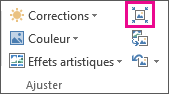 Corrections
Couleur
Effets artistiques
Ajuster